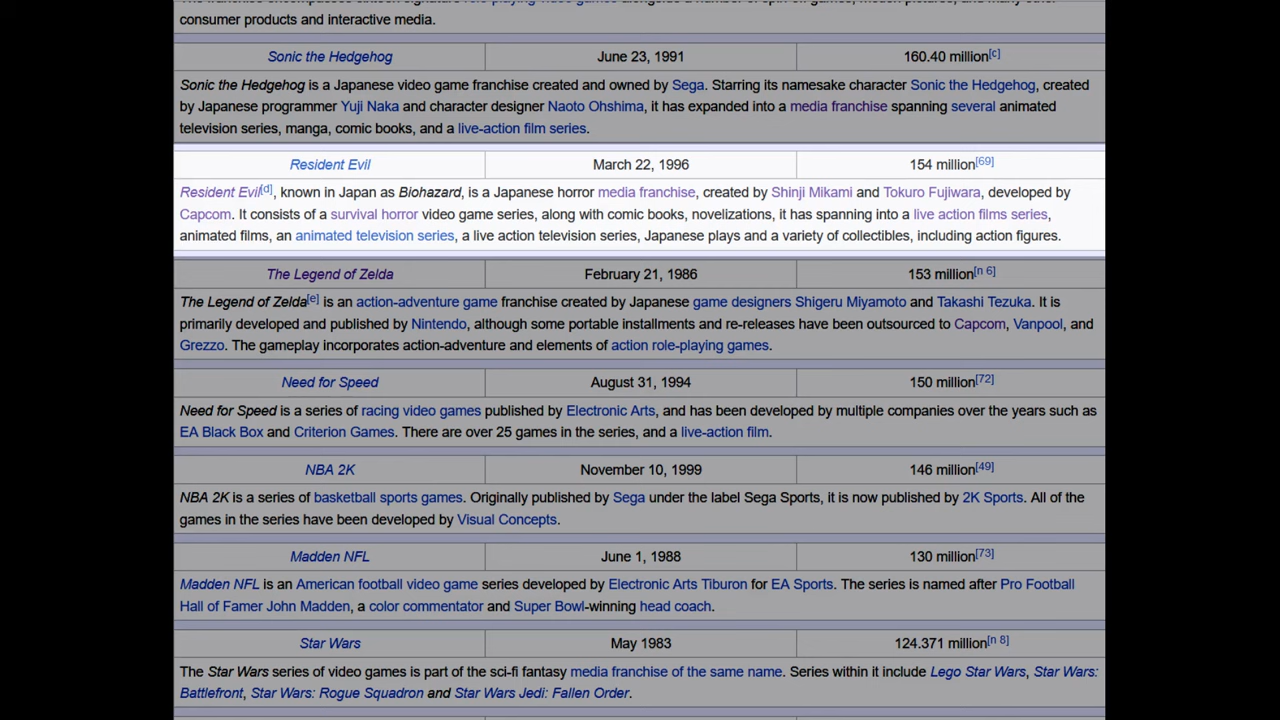 The franchise encompasses sixteen signature role-playing video games alongside a number of spin-off games, motion pictures, and many other
consumer products and interactive media.
Sonic the Hedgehog June 23, 1991 160.40 million[c]
Sonic the Hedgehog is a Japanese video game franchise created and owned by Sega. Starring its namesake character Sonic the Hedgehog, created
by Japanese programmer Yuji Naka and character designer Naoto Ohshima, it has expanded into a media franchise spanning several animated
television series, manga, comic books, and a live-action film series.
Resident Evil March 22, 1996 154 million[69]
Resident Evil[d], known in Japan as Biohazard, is a Japanese horror media franchise, created by Shinji Mikami and Tokuro Fujiwara, developed by
Capcom. It consists of a survival horror video game series, along with comic books, novelizations, it has spanning into a live action films series,
animated films, an animated television series, a live action television series, Japanese plays and a variety of collectibles, including action figures.
The Legend of Zelda February 21, 1986 153 million[n 6]
The Legend of Zelda[e] is an action-adventure game franchise created by Japanese game designers Shigeru Miyamoto and Takashi Tezuka. It is
primarily developed and published by Nintendo, although some portable installments and re-releases have been outsourced to Capcom, Vanpool, and
Grezzo. The gameplay incorporates action-adventure and elements of action role-playing games.
Need for Speed August 31, 1994 150 million[72]
Need for Speed is a series of racing video games published by Electronic Arts, and has been developed by multiple companies over the years such as
EA Black Box and Criterion Games. There are over 25 games in the series, and a live-action film.
NBA 2K November 10, 1999 146 million[49]
NBA 2K is a series of basketball sports games. Originally published by Sega under the label Sega Sports, it is now published by 2K Sports. All of the
games in the series have been developed by Visual Concepts.
Madden NFL June 1, 1988 130 million[73]
Madden NFL is an American football video game series developed by Electronic Arts Tiburon for EA Sports. The series is named after Pro Football
Hall of Famer John Madden, a color commentator and Super Bowl-winning head coach.
Star Wars May 1983 124.371 million[n 8]
The Star Wars series of video games is part of the sci-fi fantasy media franchise of the same name. Series within it include Lego Star Wars, Star Wars:
Battlefront, Star Wars: Rogue Squadron and Star Wars Jedi: Fallen Order.